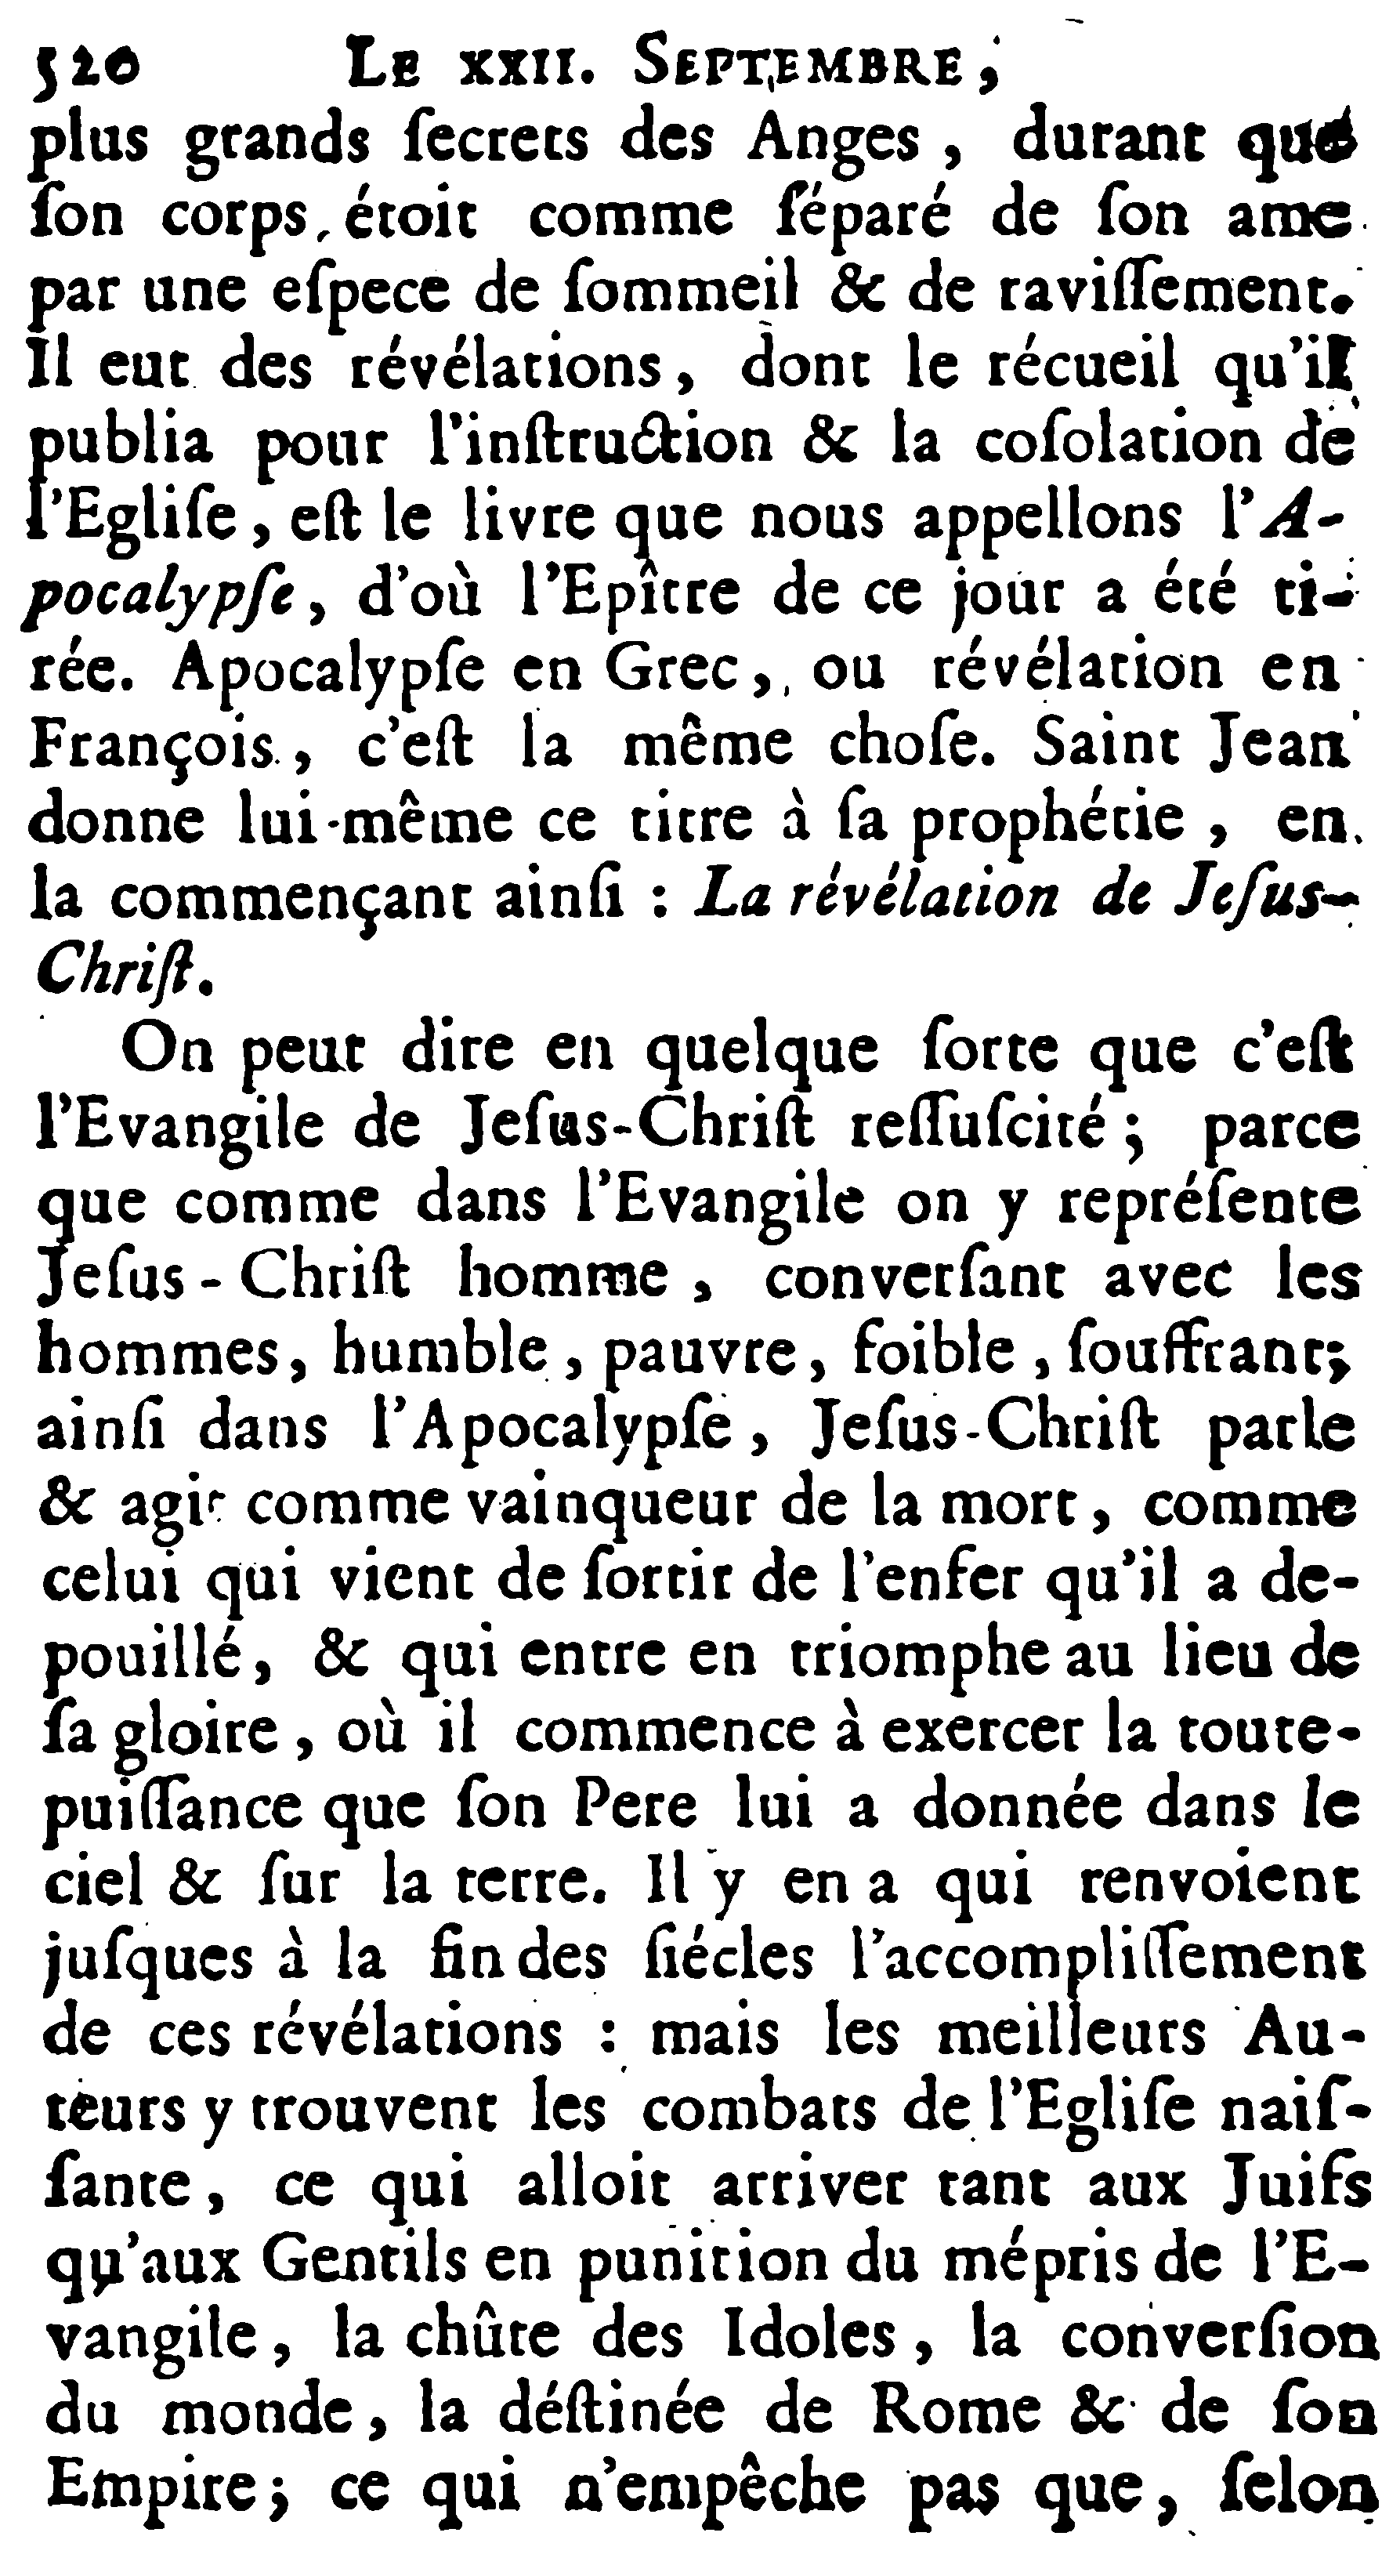 520 LE XXII. SEPTEMBRE,
plus grands ſecrets des Anges, durant que
ſon corps, étoit comme ſéparé de ſon ame
par une eſpece de ſommeil & de raviſſement.
Il eut des révélations, dont le récueil qu'il
publia pour l'inſtruction & la coſolation de
l'Egliſe, eſt le livre que nous appellons l'A-
pocalypſe, d'où l'Epître de ce jour a été ti-
rée. Apocalypſe en Grec, ou révélation en
François, c'eſt la même choſe. Saint Jean
donne lui-même ce titre à ſa prophétie, en
la commençant ainſi : La révélation de Jeſus-
Chriſt.
On peut dire en quelque ſorte que c'eſt
l'Evangile de Jeſus-Chriſt reſſuſcité; parce
que comme dans l'Evangile on y repréſente
Jeſus-Chriſt homme, converſant avec les
hommes, humble, pauvre, foible, ſouffrant;
ainſi dans l'Apocalypſe, Jeſus-Chriſt parle
& agit comme vainqueur de la mort, comme
celui qui vient de ſortir de l'enfer qu'il a de-
pouillé, & qui entre en triomphe au lieu de
ſa gloire, où il commence à exercer la toute-
puiſſance que ſon Pere lui a donnée dans le
ciel & ſur la terre. Il y en a qui renvoient
juſques à la fin des ſiécles l'accompliſſement
de ces révélations : mais les meilleurs Au-
teurs y trouvent les combats de l'Egliſe naiſ-
ſante, ce qui alloit arriver tant aux Juifs
qu'aux Gentils en punition du mépris de l'E-
vangile, la chûte des Idoles, la converſion
du monde, la déſtinée de Rome & de ſon
Empire; ce qui n'empêche pas que, ſelon